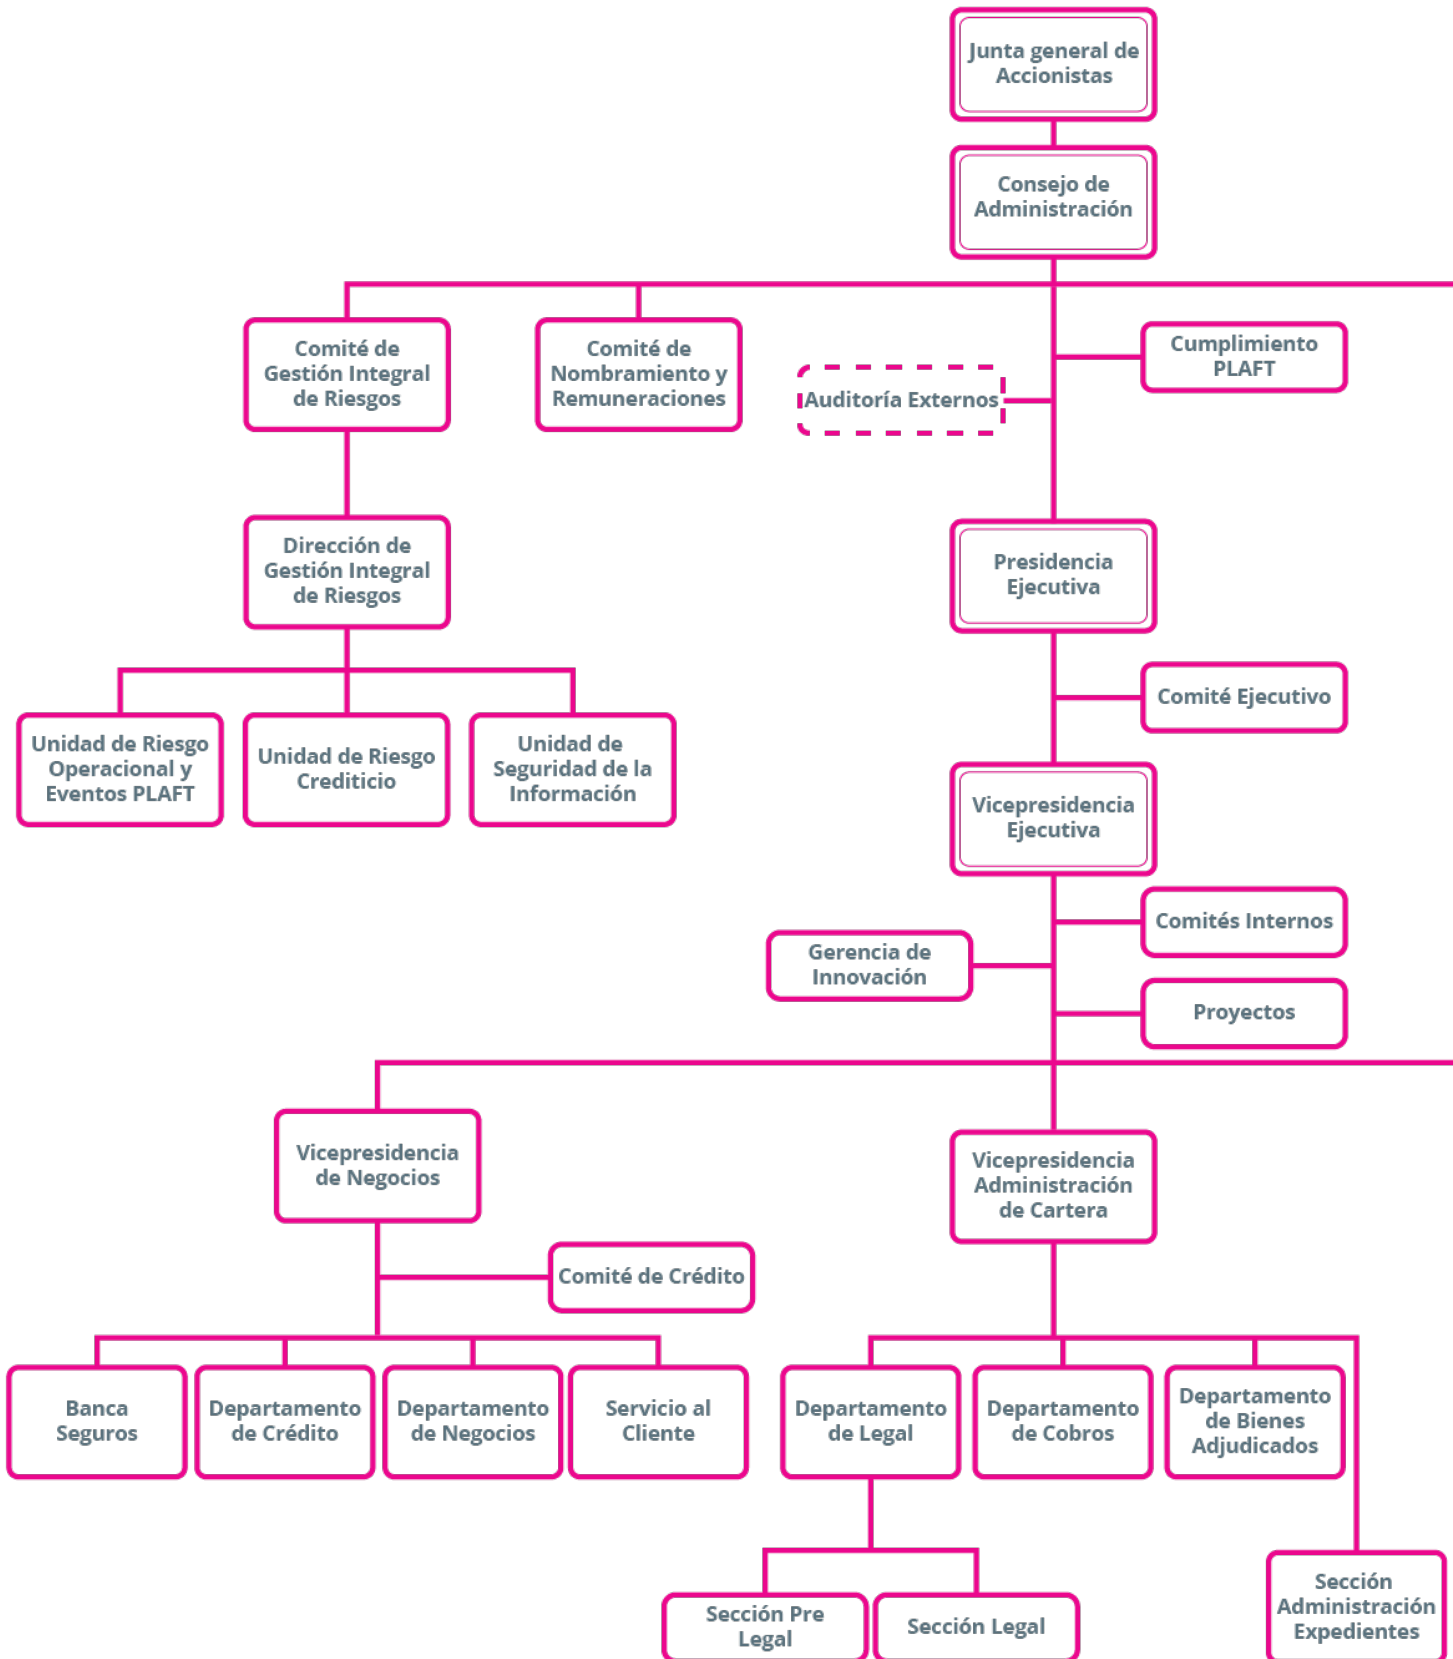 Junta general de
Accionistas
Consejo de
Administración
Comité de
Gestión Integral
de Riesgos
Comité de
Nombramiento y
Remuneraciones
Cumplimiento
PLAFT
Auditoría Externos
Dirección de
Gestión Integral
de Riesgos
Presidencia
Ejecutiva
Comité Ejecutivo
Unidad de Riesgo
Operacional y
Eventos PLAFT
Unidad de Riesgo
Crediticio
Unidad de
Seguridad de la
Información
Vicepresidencia
Ejecutiva
Comités Internos
Gerencia de
Innovación
Proyectos
Vicepresidencia
de Negocios
Vicepresidencia
Administración
de Cartera
Comité de Crédito
Banca
Seguros
Departamento
de Crédito
Departamento
de Negocios
Servicio al
Cliente
Departamento
de Legal
Departamento
de Cobros
Departamento
de Bienes
Adjudicados
Sección Pre
Legal
Sección Legal
Sección
Administración
Expedientes